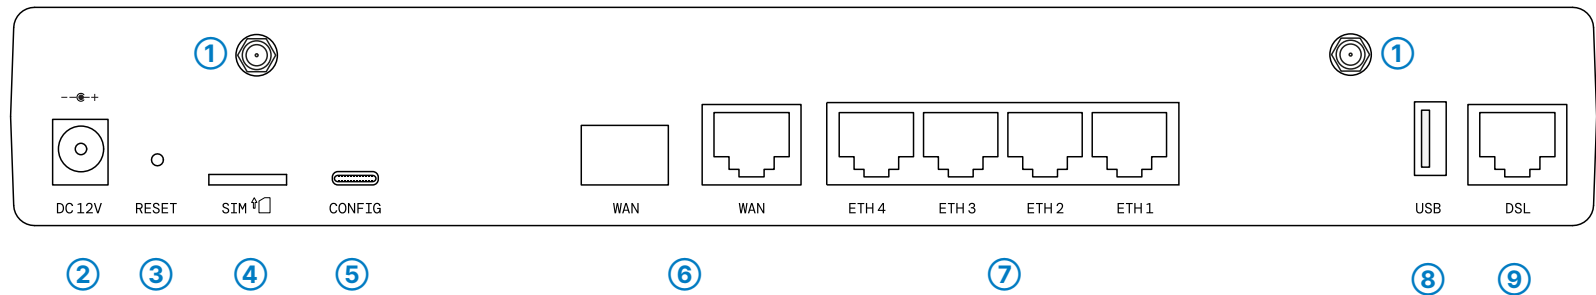 1 1
- +
DC 12V RESET SIM CONFIG WAN WAN ETH 4 ETH 3 ETH 2 ETH 1 USB DSL
2 3 4 5 6 7 8 9